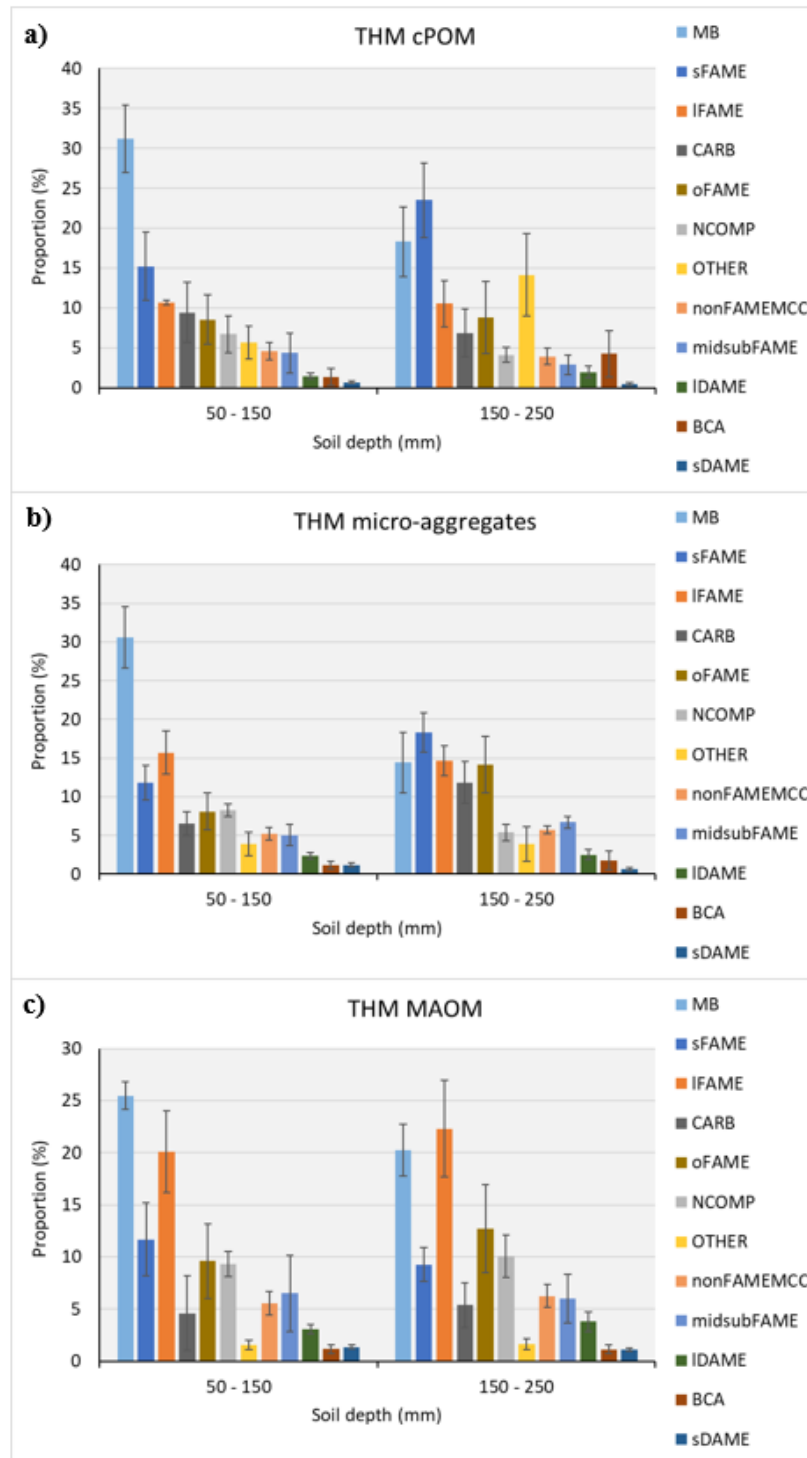 a)
THM cPOM
40
35
30
25
20
15
10
5
0
Proportion (%)
50 - 150
150 - 250
Soil depth (mm)
MB
sFAME
lFAME
CARB
oFAME
NCOMP
OTHER
nonFAMEMCC
midsubFAME
lDAME
BCA
sDAME
b)
THM micro-aggregates
40
35
30
25
20
15
10
5
0
Proportion (%)
50 - 150
150 - 250
Soil depth (mm)
MB
sFAME
lFAME
CARB
oFAME
NCOMP
OTHER
nonFAMEMCC
midsubFAME
lDAME
BCA
sDAME
c)
THM MAOM
30
25
20
15
10
5
0
Proportion (%)
50 - 150
150 - 250
Soil depth (mm)
MB
sFAME
lFAME
CARB
oFAME
NCOMP
OTHER
nonFAMEMCC
midsubFAME
lDAME
BCA
sDAME